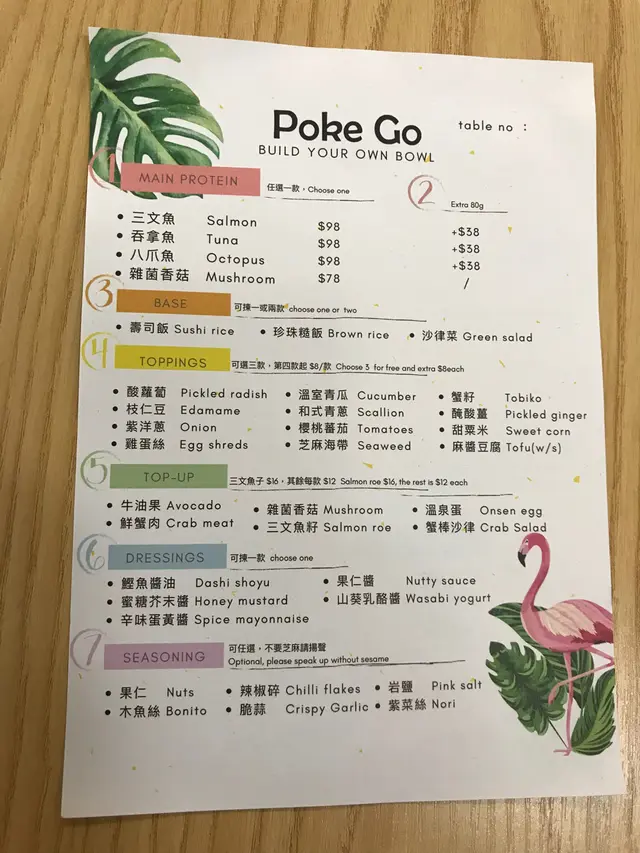 Poke Go
BUILD YOUR OWN BOWL
table no :
1 MAIN PROTEIN 任選一款,Choose one
2 Extra 80g
• 三文魚 Salmon $98 +$38
• 吞拿魚 Tuna $98 +$38
• 八爪魚 Octopus $98 +$38
• 雜菌香菇 Mushroom $78 /
3 BASE 可揀一或兩款 choose one or two
• 壽司飯 Sushi rice • 珍珠糙飯 Brown rice • 沙律菜 Green salad
4 TOPPINGS 可選三款,第四款起 $8/款 Choose 3 for free and extra $8each
• 酸蘿蔔 Pickled radish • 溫室青瓜 Cucumber • 蟹籽 Tobiko
• 枝仁豆 Edamame • 和式青蔥 Scallion • 醃酸薑 Pickled ginger
• 紫洋蔥 Onion • 櫻桃蕃茄 Tomatoes • 甜粟米 Sweet corn
• 雞蛋絲 Egg shreds • 芝麻海帶 Seaweed • 麻醬豆腐 Tofu(w/s)
5 TOP-UP 三文魚子 $16,其餘每款 $12 Salmon roe $16, the rest is $12 each
• 牛油果 Avocado • 雜菌香菇 Mushroom • 溫泉蛋 Onsen egg
• 鮮蟹肉 Crab meat • 三文魚籽 Salmon roe • 蟹棒沙律 Crab Salad
6 DRESSINGS 可揀一款 choose one
• 鰹魚醬油 Dashi shoyu • 果仁醬 Nutty sauce
• 蜜糖芥末醬 Honey mustard • 山葵乳酪醬 Wasabi yogurt
• 辛味蛋黃醬 Spice mayonnaise
7 SEASONING 可任選,不要芝麻請揚聲
Optional, please speak up without sesame
• 果仁 Nuts • 辣椒碎 Chilli flakes • 岩鹽 Pink salt
• 木魚絲 Bonito • 脆蒜 Crispy Garlic • 紫菜絲 Nori